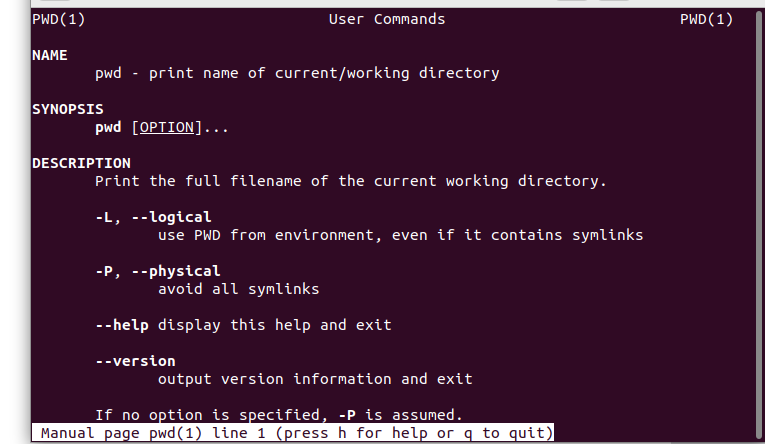 PWD(1) User Commands PWD(1)
NAME
pwd - print name of current/working directory
SYNOPSIS
pwd [OPTION]...
DESCRIPTION
Print the full filename of the current working directory.
-L, --logical
use PWD from environment, even if it contains symlinks
-P, --physical
avoid all symlinks
--help display this help and exit
--version
output version information and exit
If no option is specified, -P is assumed.
Manual page pwd(1) line 1 (press h for help or q to quit)